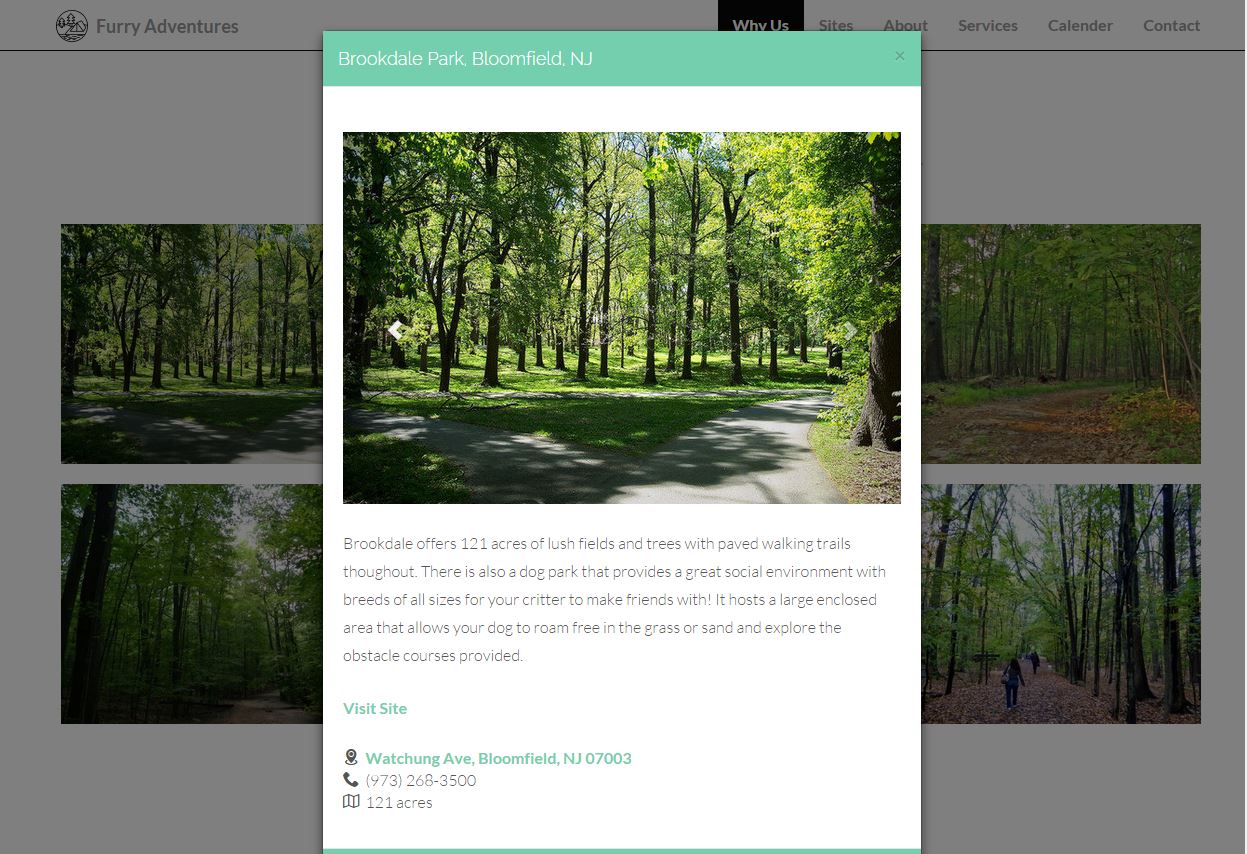 Furry Adventures
Why Us Sites About Services Calender Contact
Brookdale Park, Bloomfield, NJ ×
Brookdale offers 121 acres of lush fields and trees with paved walking trails
thoughout. There is also a dog park that provides a great social environment with
breeds of all sizes for your critter to make friends with! It hosts a large enclosed
area that allows your dog to roam free in the grass or sand and explore the
obstacle courses provided.
Visit Site
Watchung Ave, Bloomfield, NJ 07003
(973) 268-3500
121 acres